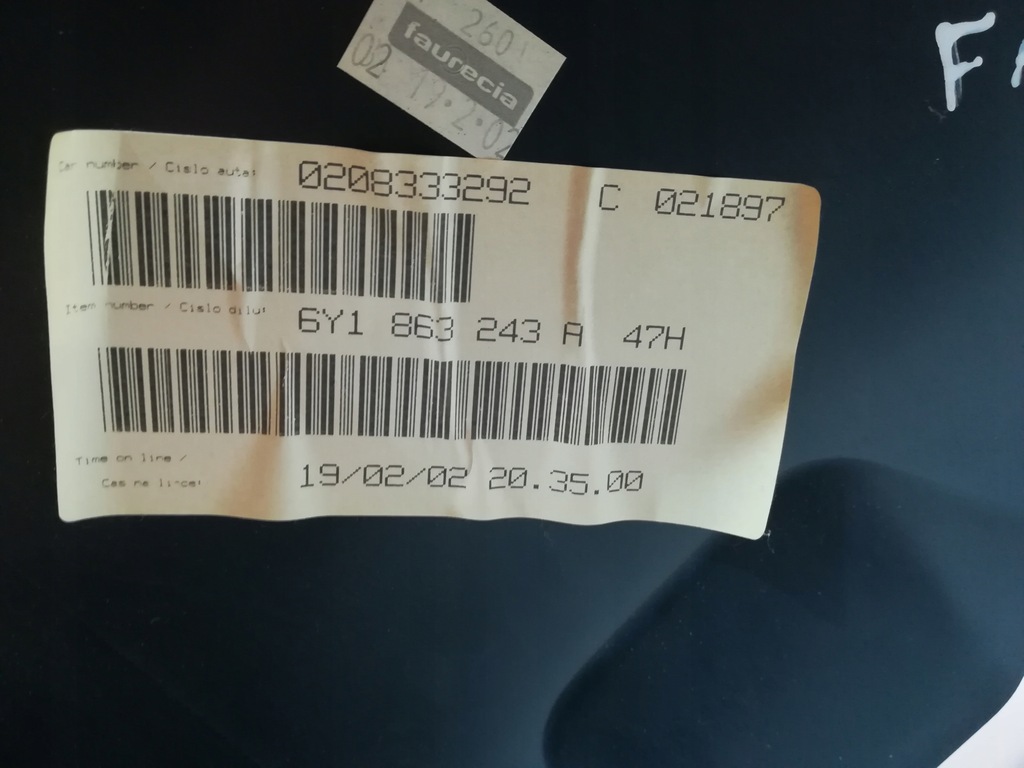 2601
faurecia
02 19.2.02
Car number / Cislo auta:
0208333292 C 021897
Item number / Cislo dilu:
6Y1 863 243 A 47H
Time on line /
Cas na lince:
19/02/02 20.35.00
F